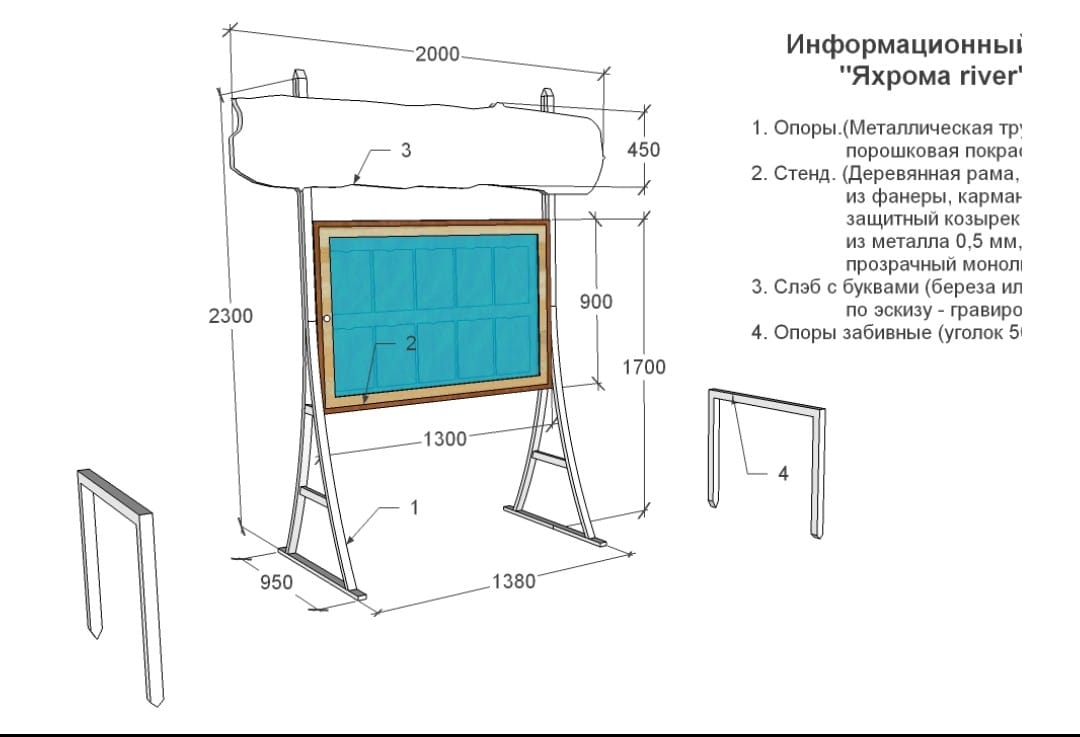 2000
Информационный
"Яхрома river"
450
3
1. Опоры.(Металлическая тру
порошковая покрас
2. Стенд. (Деревянная рама,
из фанеры, карман
защитный козырек
из металла 0,5 мм,
прозрачный моноли
3. Слэб с буквами (береза ил
по эскизу - гравиро
4. Опоры забивные (уголок 50
2300
900
2
1700
1300
4
1
950
1380